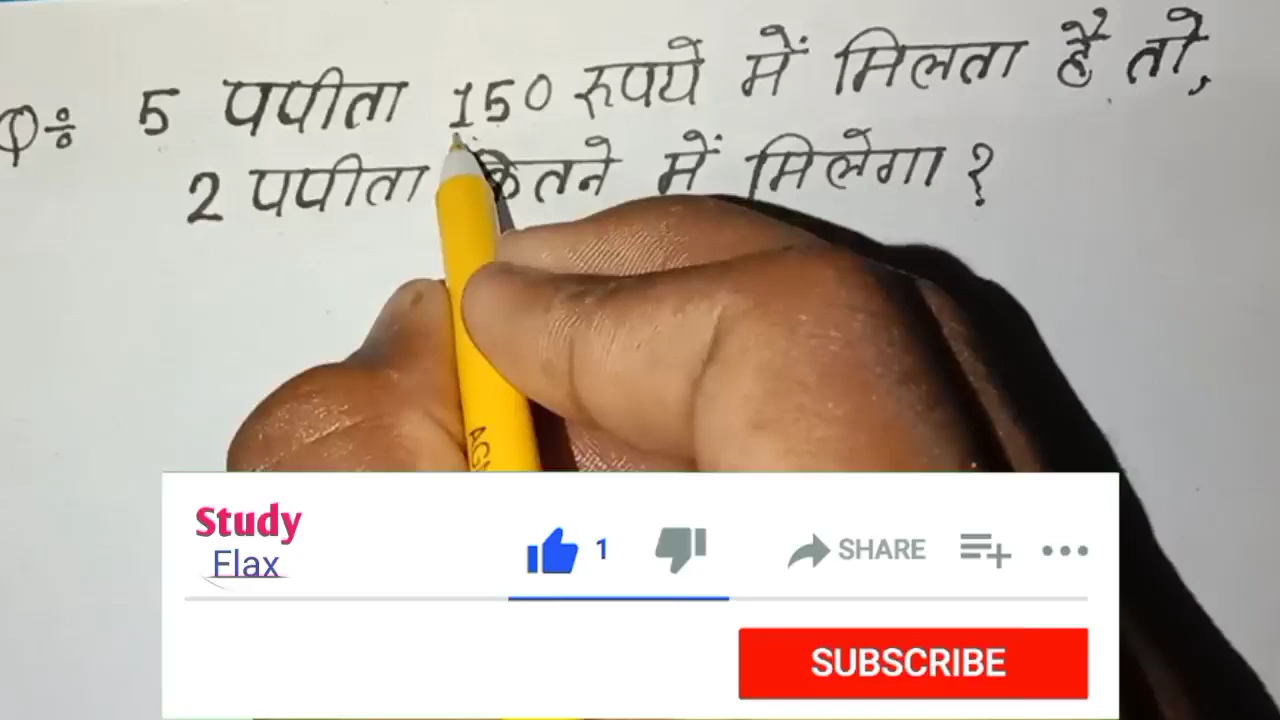 Q÷ 5 पपीता 150 रुपये में मिलता है तो,
2 पपीता कितने में मिलेगा ?
Study
Flax
1
SHARE
SUBSCRIBE